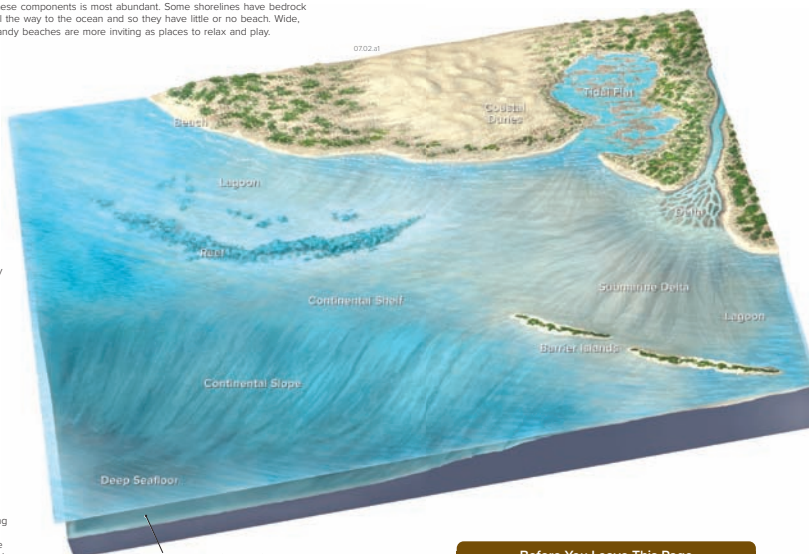 ese components is most abundant. Some shorelines have bedrock
the way to the ocean and so they have little or no beach. Wide,
andy beaches are more inviting as places to relax and play.
07.02.a1
Tidal Flat
Coastal
Dunes
Beach
Lagoon
Delta
Reef
Submarine Delta
Continental Shelf
Lagoon
Barrier Islands
Continental Slope
Deep Seafloor
Before You Leave This Page